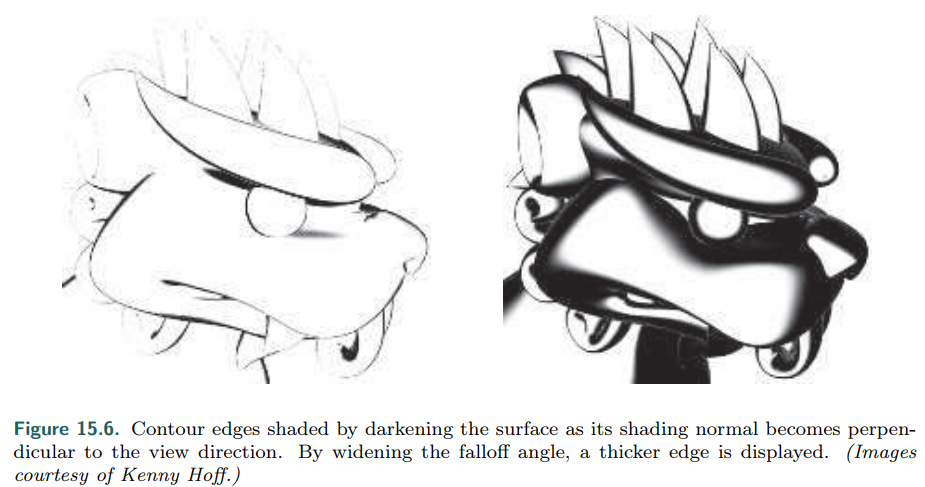 Figure 15.6. Contour edges shaded by darkening the surface as its shading normal becomes perpen-
dicular to the view direction. By widening the falloff angle, a thicker edge is displayed. (Images
courtesy of Kenny Hoff.)